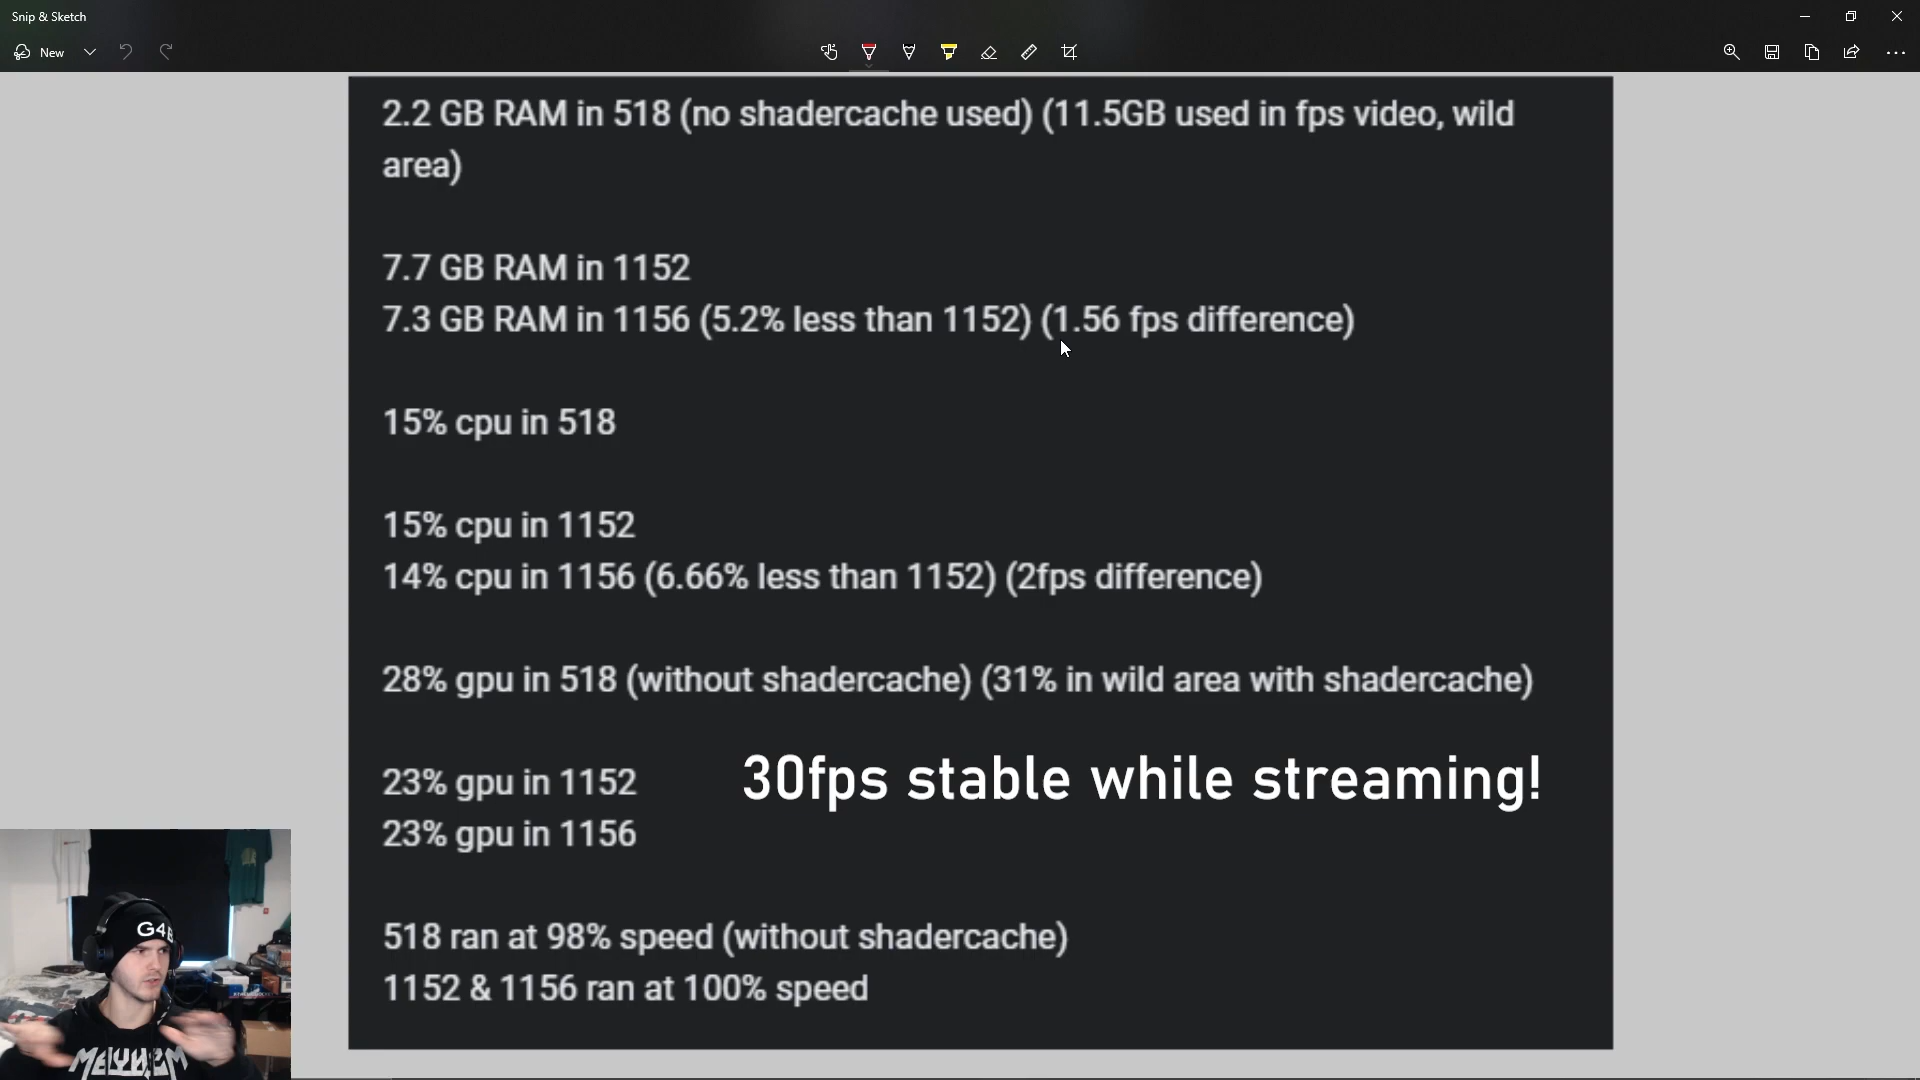 Snip & Sketch
New
2.2 GB RAM in 518 (no shadercache used) (11.5GB used in fps video, wild
area)
7.7 GB RAM in 1152
7.3 GB RAM in 1156 (5.2% less than 1152) (1.56 fps difference)
15% cpu in 518
15% cpu in 1152
14% cpu in 1156 (6.66% less than 1152) (2fps difference)
28% gpu in 518 (without shadercache) (31% in wild area with shadercache)
23% gpu in 1152
30fps stable while streaming!
23% gpu in 1156
518 ran at 98% speed (without shadercache)
1152 & 1156 ran at 100% speed
MAYHEM